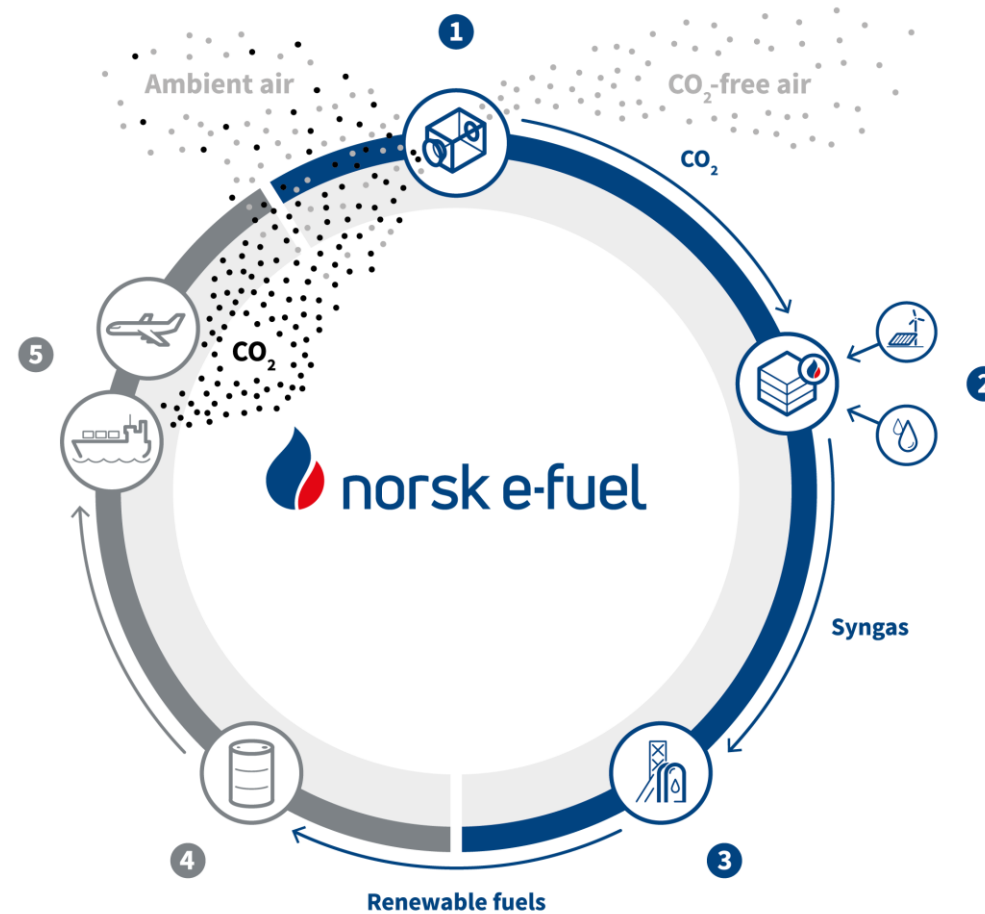 1
Ambient air
CO₂-free air
CO₂
5
CO₂
2
norsk e-fuel
Syngas
4
3
Renewable fuels